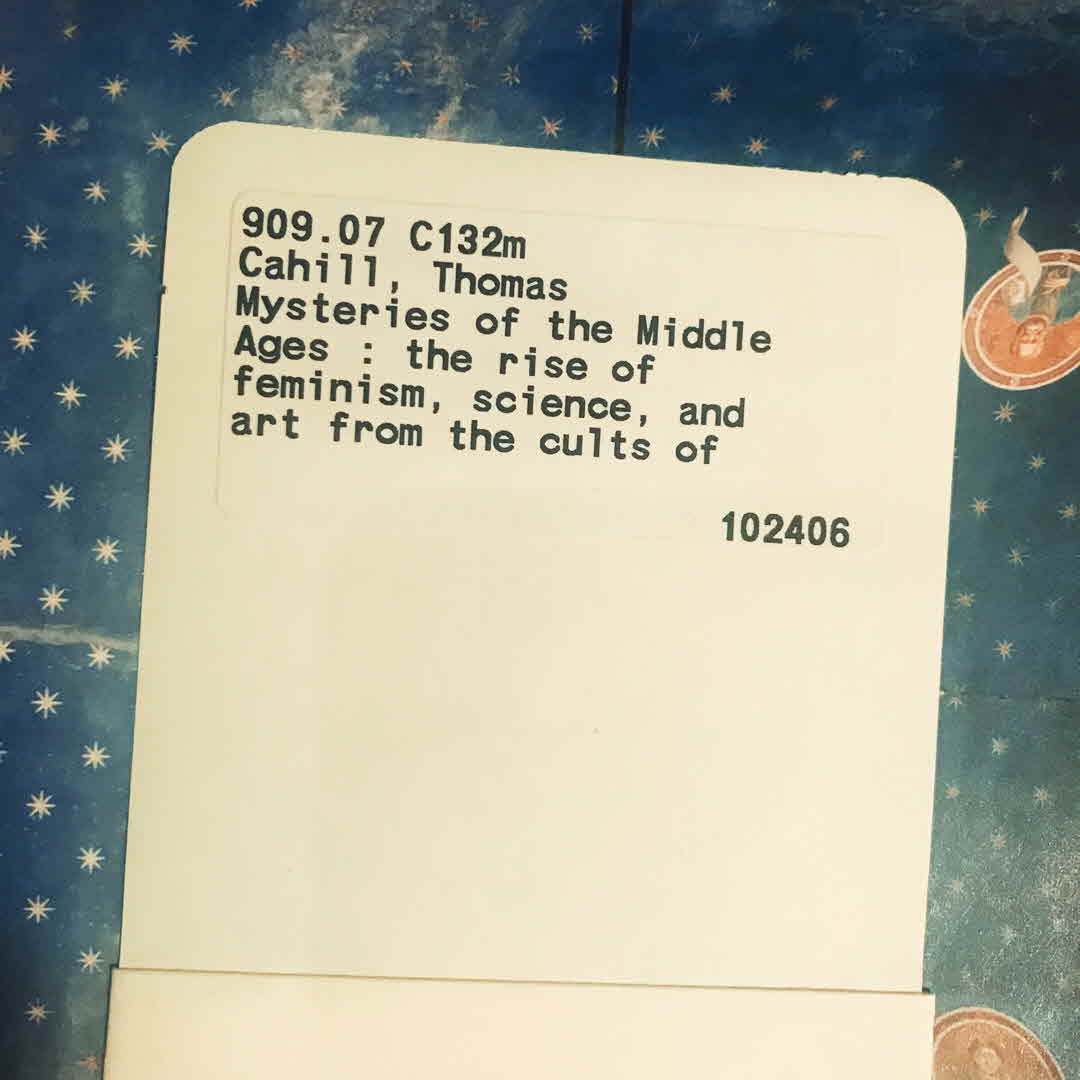 909.07 C132m
Cahill, Thomas
Mysteries of the Middle
Ages : the rise of
feminism, science, and
art from the cults of
102406